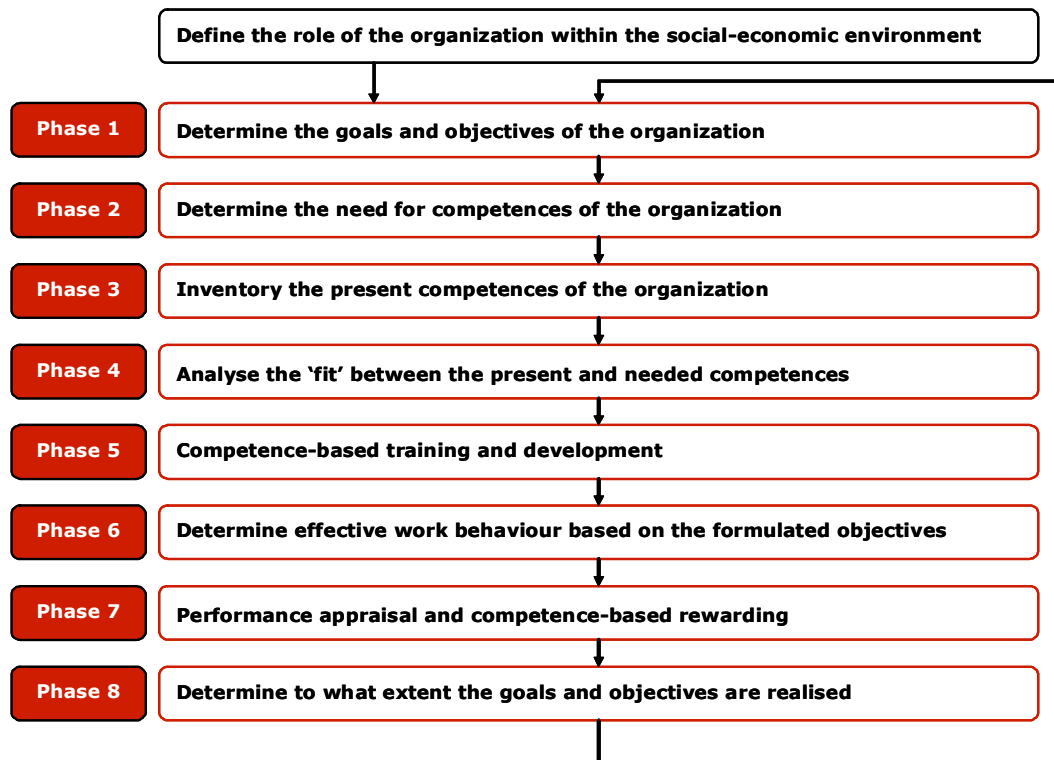 Define the role of the organization within the social-economic environment
Phase 1
Determine the goals and objectives of the organization
Phase 2
Determine the need for competences of the organization
Phase 3
Inventory the present competences of the organization
Phase 4
Analyse the ‘fit’ between the present and needed competences
Phase 5
Competence-based training and development
Phase 6
Determine effective work behaviour based on the formulated objectives
Phase 7
Performance appraisal and competence-based rewarding
Phase 8
Determine to what extent the goals and objectives are realised